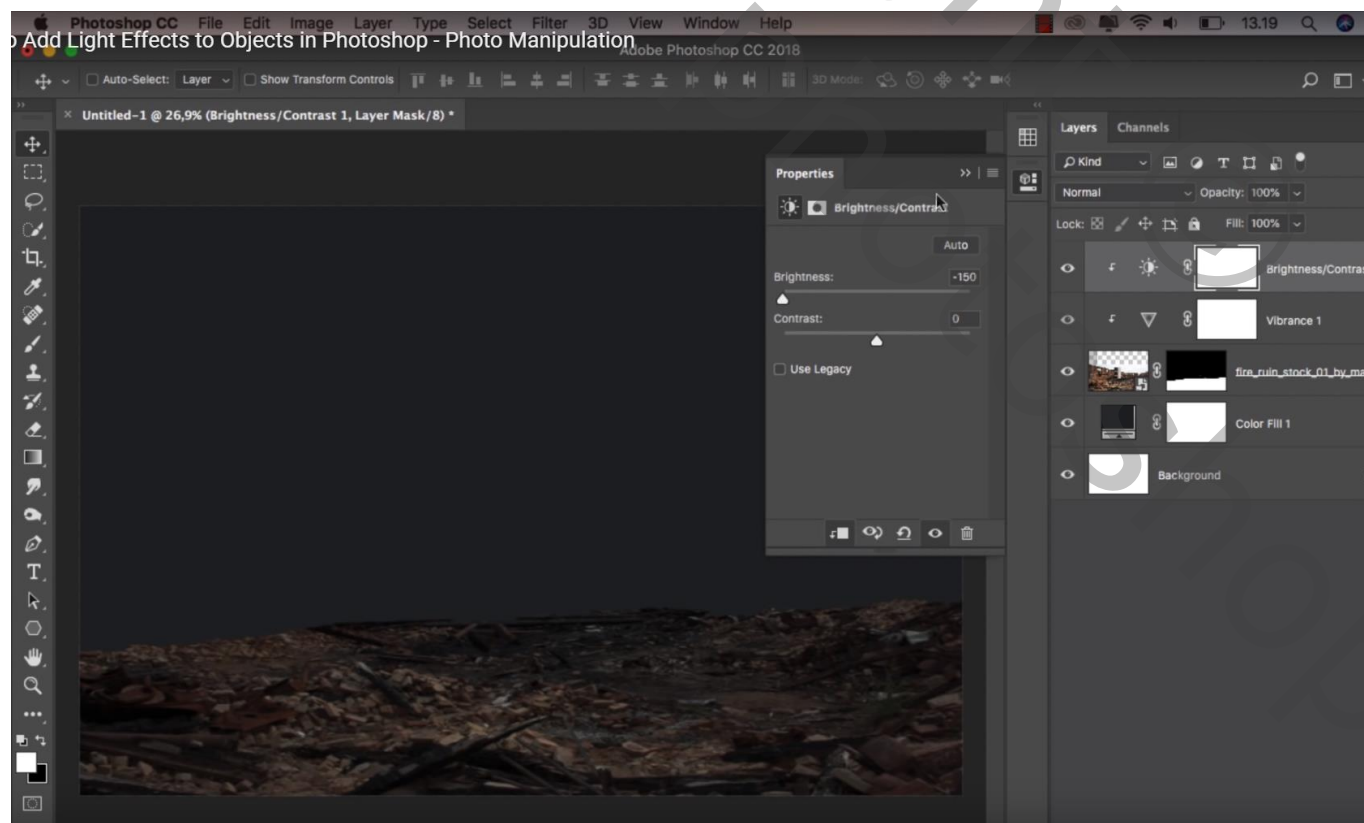 Photoshop CC File Edit Image Layer Type Select Filter 3D View Window Help 13.19
Add Light Effects to Objects in Photoshop - Photo Manipulation
Adobe Photoshop CC 2018
Auto-Select: Layer Show Transform Controls 3D Mode:
× Untitled-1 @ 26,9% (Brightness/Contrast 1, Layer Mask/8) *
Layers Channels
Kind
Normal Opacity: 100%
Lock: Fill: 100%
Brightness/Contra
Vibrance 1
fire_ruin_stock_01_by_ma
Color Fill 1
Background
Properties
Brightness/Contrast
Auto
Brightness: -150
Contrast: 0
Use Legacy